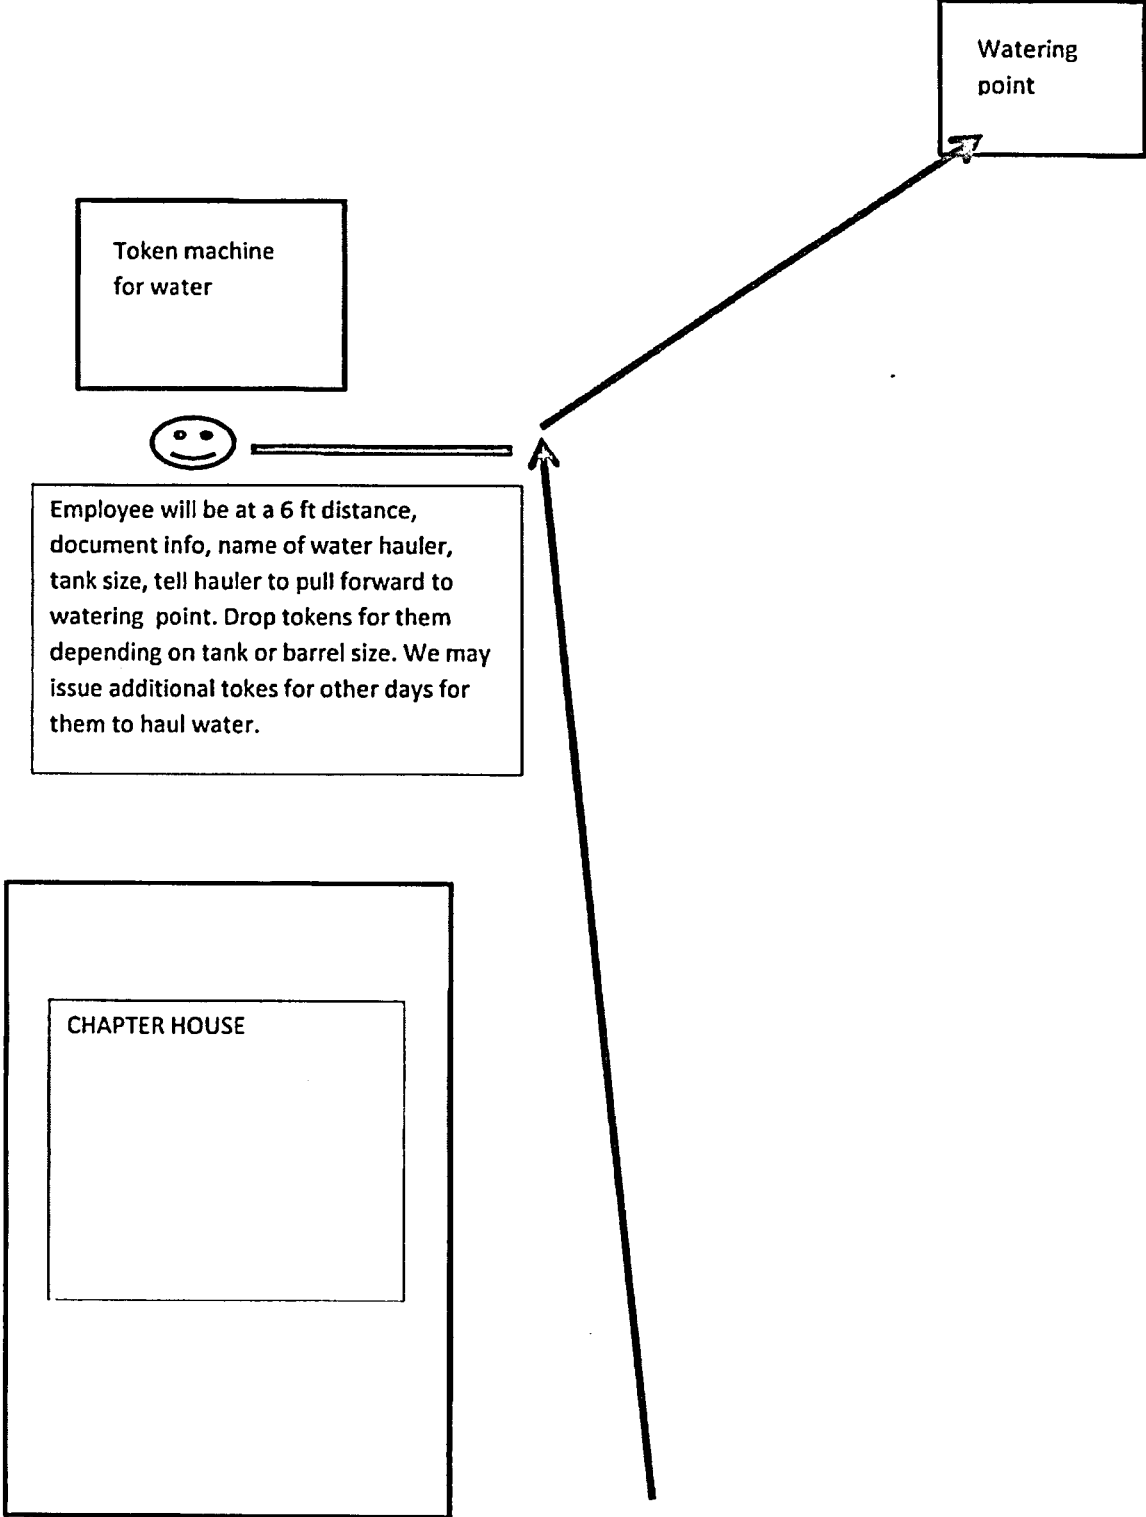 Watering
point
Token machine
for water
Employee will be at a 6 ft distance,
document info, name of water hauler,
tank size, tell hauler to pull forward to
watering point. Drop tokens for them
depending on tank or barrel size. We may
issue additional tokes for other days for
them to haul water.
CHAPTER HOUSE